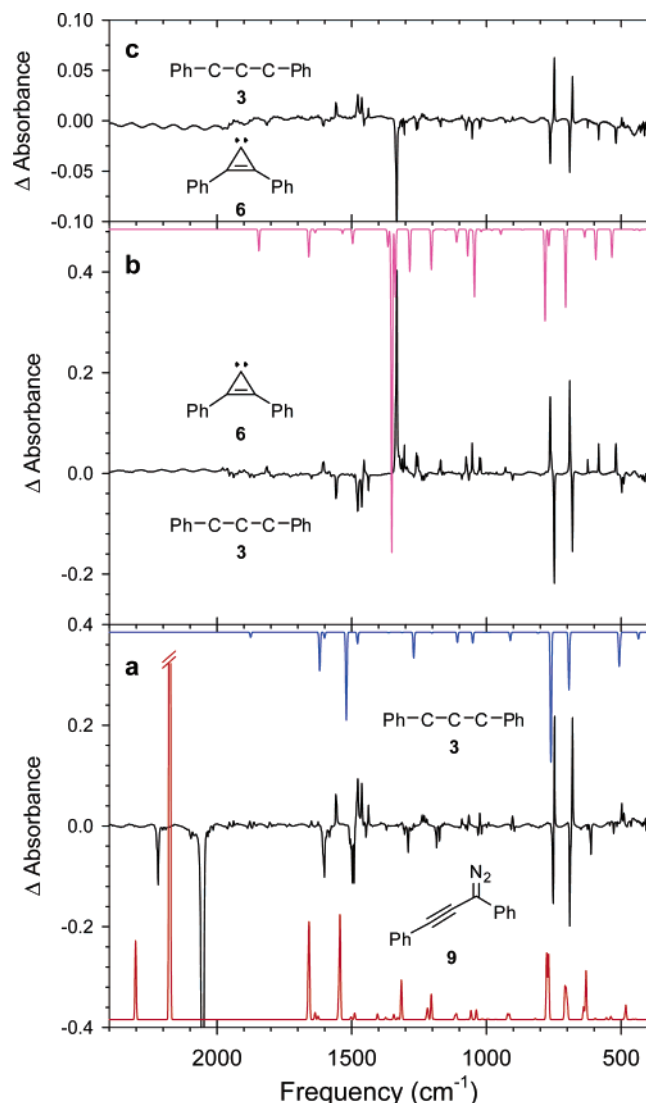 0.10
c
Ph–C–C–C–Ph
3
0.05
0.00
Δ Absorbance
-0.05
Ph
Ph
6
-0.10
b
0.4
Ph
Ph
6
0.2
Δ Absorbance
0.0
Ph–C–C–C–Ph
3
-0.2
0.4
a
Ph–C–C–C–Ph
3
0.2
Δ Absorbance
0.0
N2
Ph
Ph
9
-0.2
-0.4
2000
1500
1000
500
Frequency (cm-1)